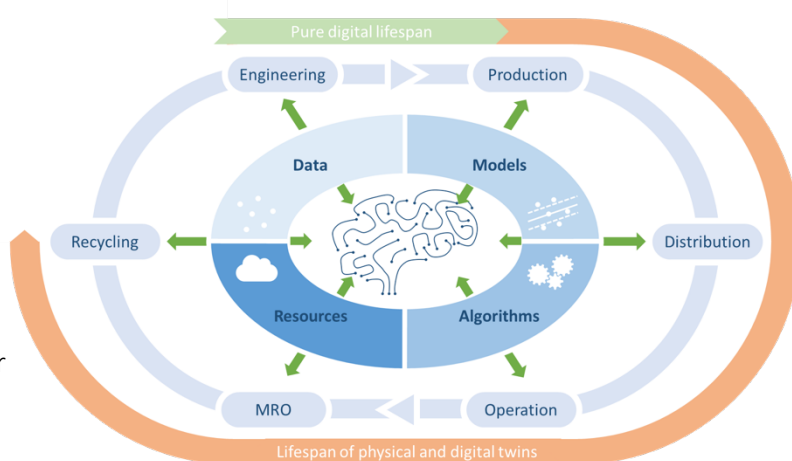 Pure digital lifespan
Engineering
Production
Data
Models
Recycling
Distribution
Resources
Algorithms
r
MRO
Operation
Lifespan of physical and digital twins